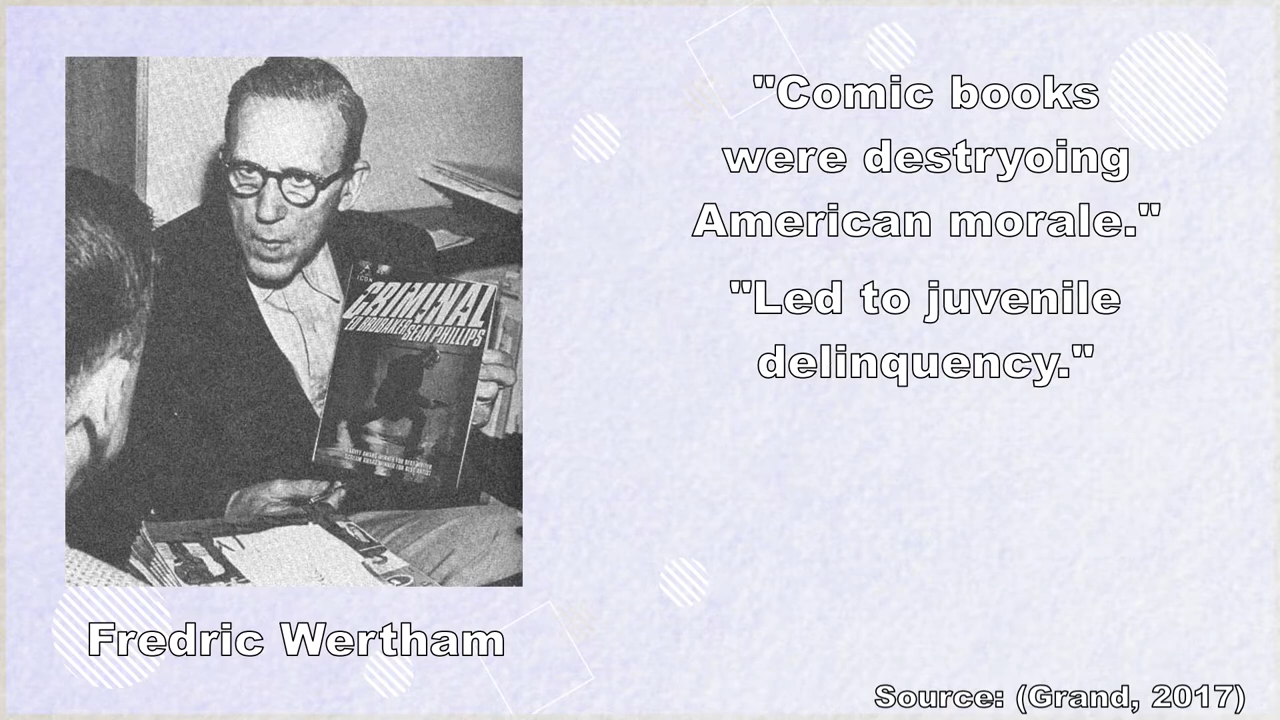 "Comic books
were destryoing
American morale."
"Led to juvenile
delinquency."
ICON
CRIMINAL
ED BRUBAKER SEAN PHILLIPS
Fredric Wertham
Source: (Grand, 2017)